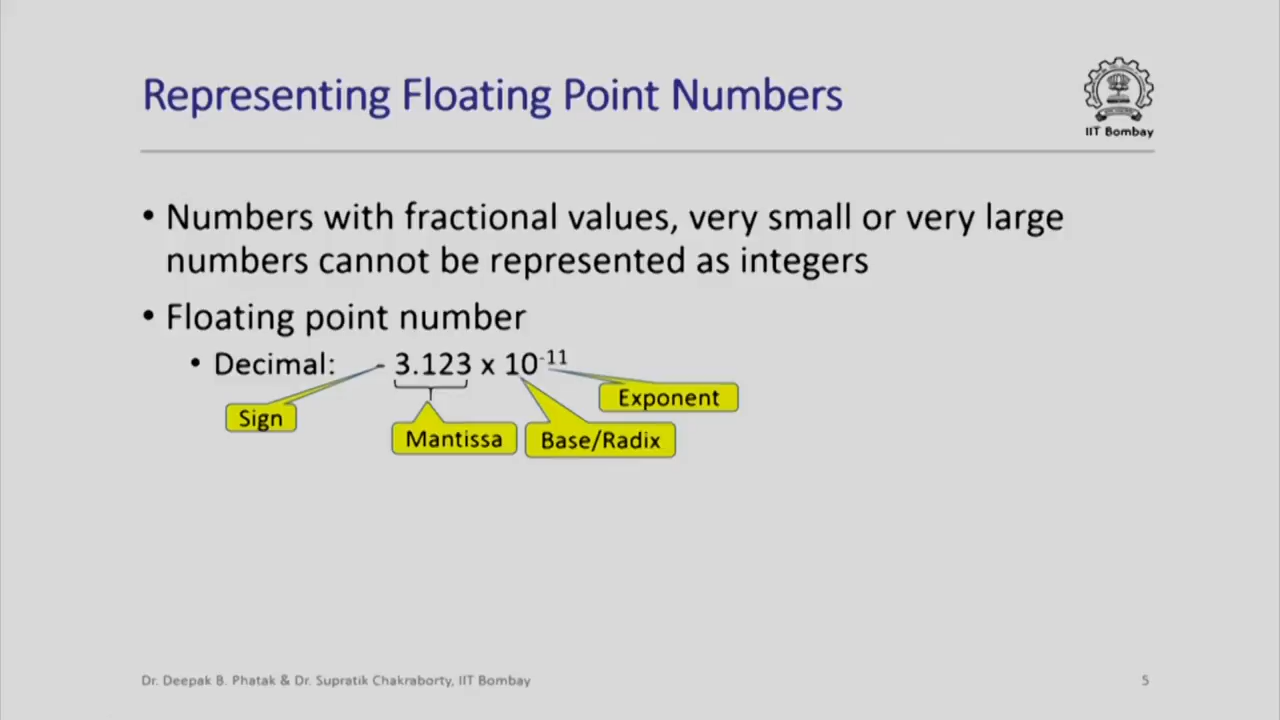 Representing Floating Point Numbers
IIT Bombay
• Numbers with fractional values, very small or very large
numbers cannot be represented as integers
• Floating point number
• Decimal: - 3.123 x 10⁻¹¹
Sign
Exponent
Mantissa
Base/Radix
Dr. Deepak B. Phatak & Dr. Supratik Chakraborty, IIT Bombay
5